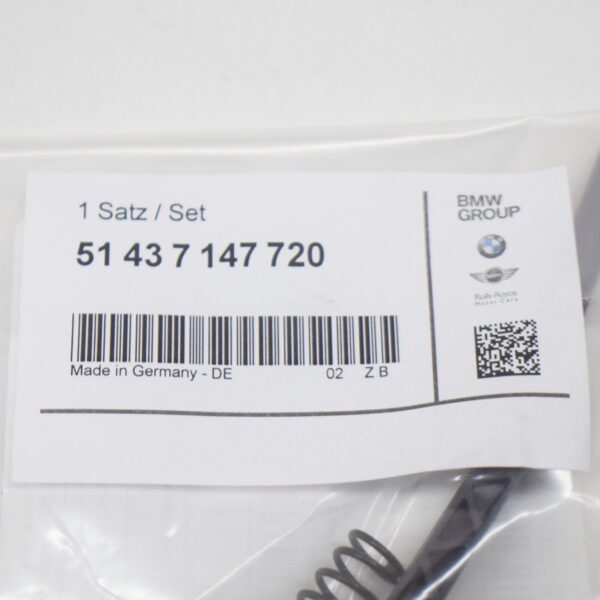 1 Satz / Set
51 43 7 147 720
Made in Germany - DE 02 Z B
BMW
GROUP
Rolls-Royce
Motor Cars